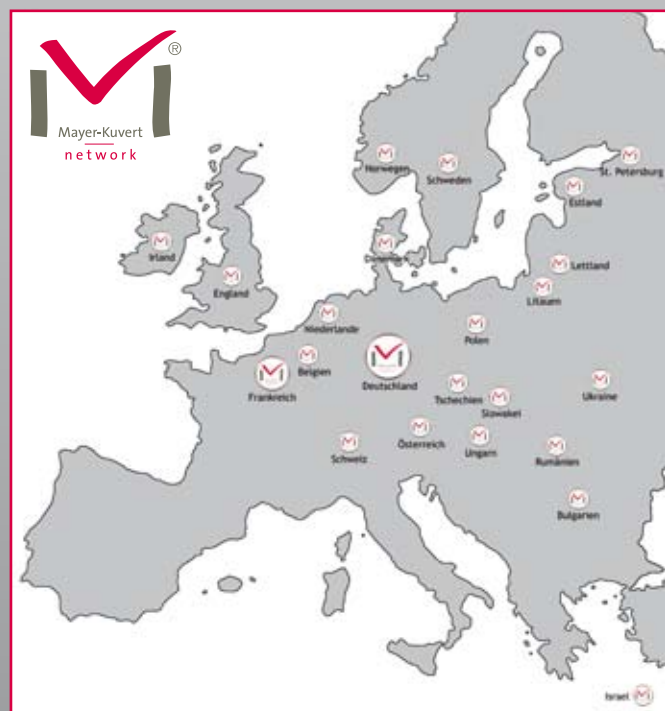 ®
Mayer-Kuvert
network
Norwegen
Schweden
St. Petersburg
Estland
Irland
Dänemark
Lettland
England
Litauen
Niederlande
Polen
Belgien
Deutschland
Frankreich
Tschechien
Ukraine
Slowakei
Österreich
Ungarn
Schweiz
Rumänien
Bulgarien
Israel